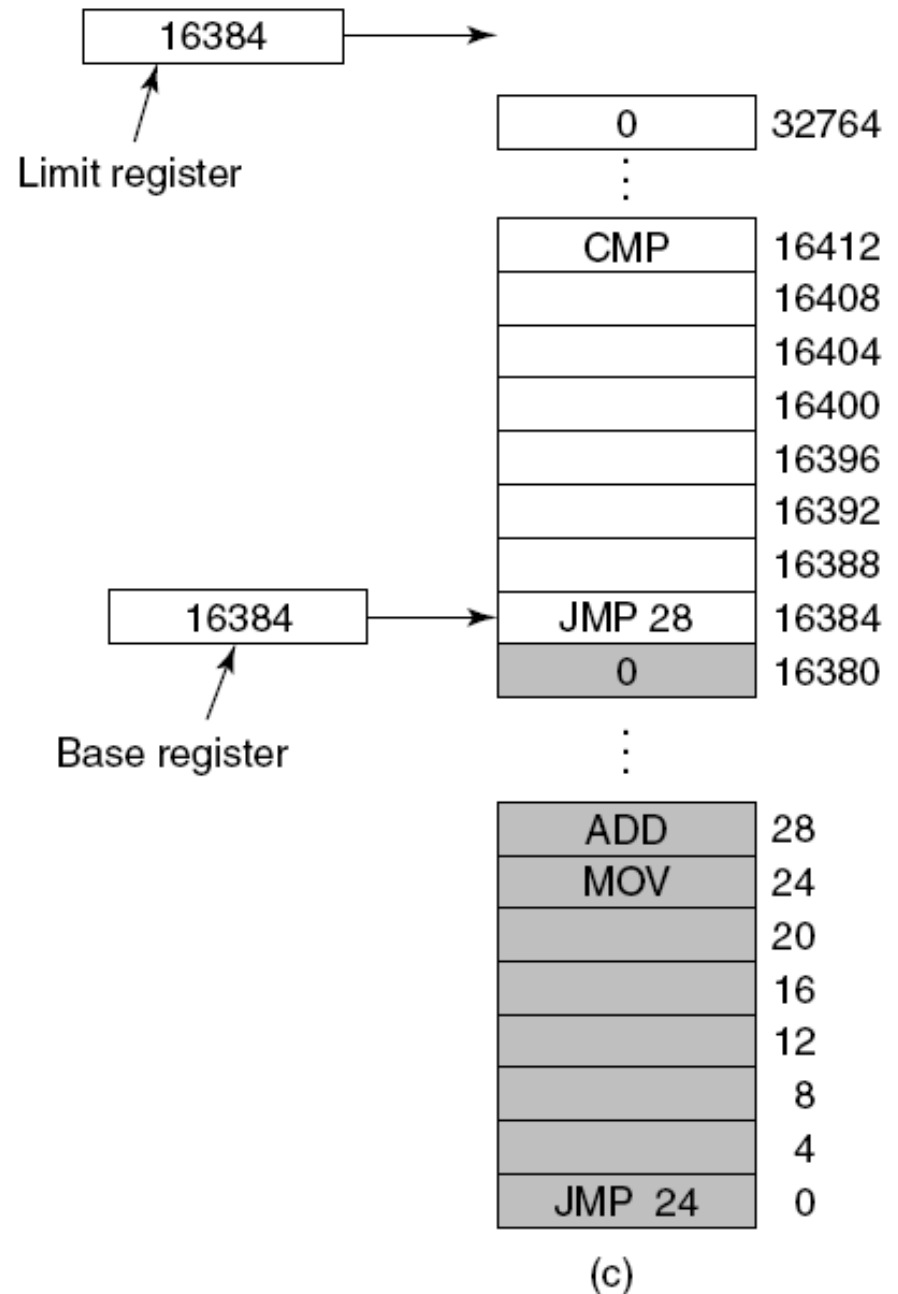 16384
Limit register
0 32764
CMP 16412
16408
16404
16400
16396
16392
16388
16384
JMP 28 16384
0 16380
Base register
ADD 28
MOV 24
20
16
12
8
4
JMP 24 0
(c)